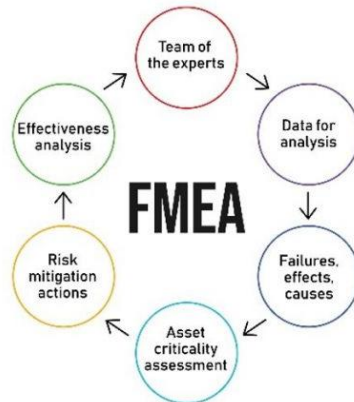 Team of
the experts
Data for
analysis
Failures,
effects,
causes
Asset
criticality
assessment
Risk
mitigation
actions
Effectiveness
analysis
FMEA